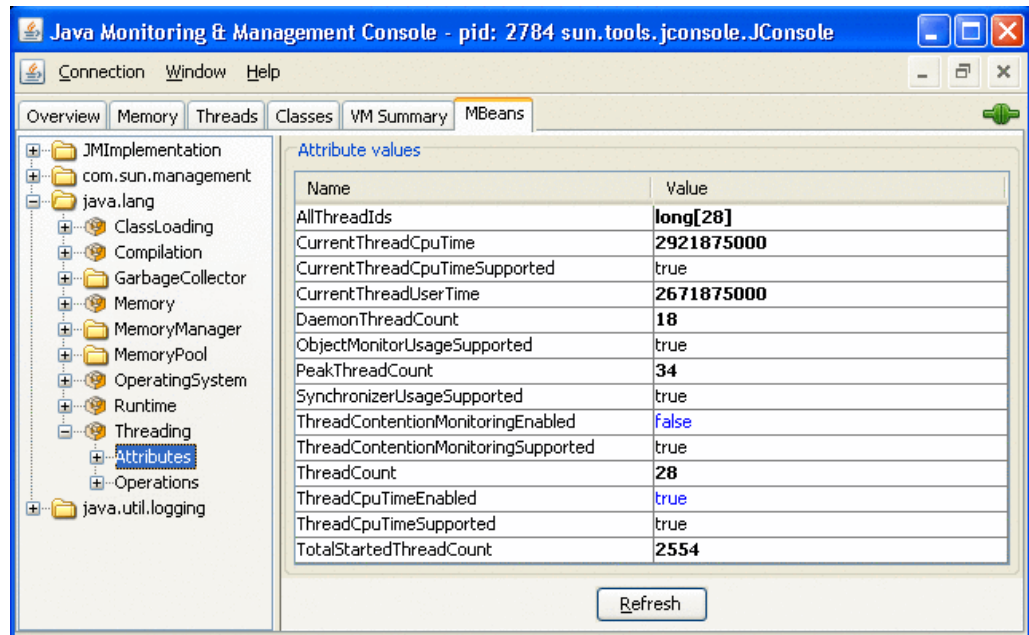 Java Monitoring & Management Console - pid: 2784 sun.tools.jconsole.JConsole
Connection Window Help
Overview Memory Threads Classes VM Summary MBeans
JMImplementation
com.sun.management
java.lang
ClassLoading
Compilation
GarbageCollector
Memory
MemoryManager
MemoryPool
OperatingSystem
Runtime
Threading
Attributes
Operations
java.util.logging
Attribute values
Name Value
AllThreadIds long[28]
CurrentThreadCpuTime 2921875000
CurrentThreadCpuTimeSupported true
CurrentThreadUserTime 2671875000
DaemonThreadCount 18
ObjectMonitorUsageSupported true
PeakThreadCount 34
SynchronizerUsageSupported true
ThreadContentionMonitoringEnabled false
ThreadContentionMonitoringSupported true
ThreadCount 28
ThreadCpuTimeEnabled true
ThreadCpuTimeSupported true
TotalStartedThreadCount 2554
Refresh